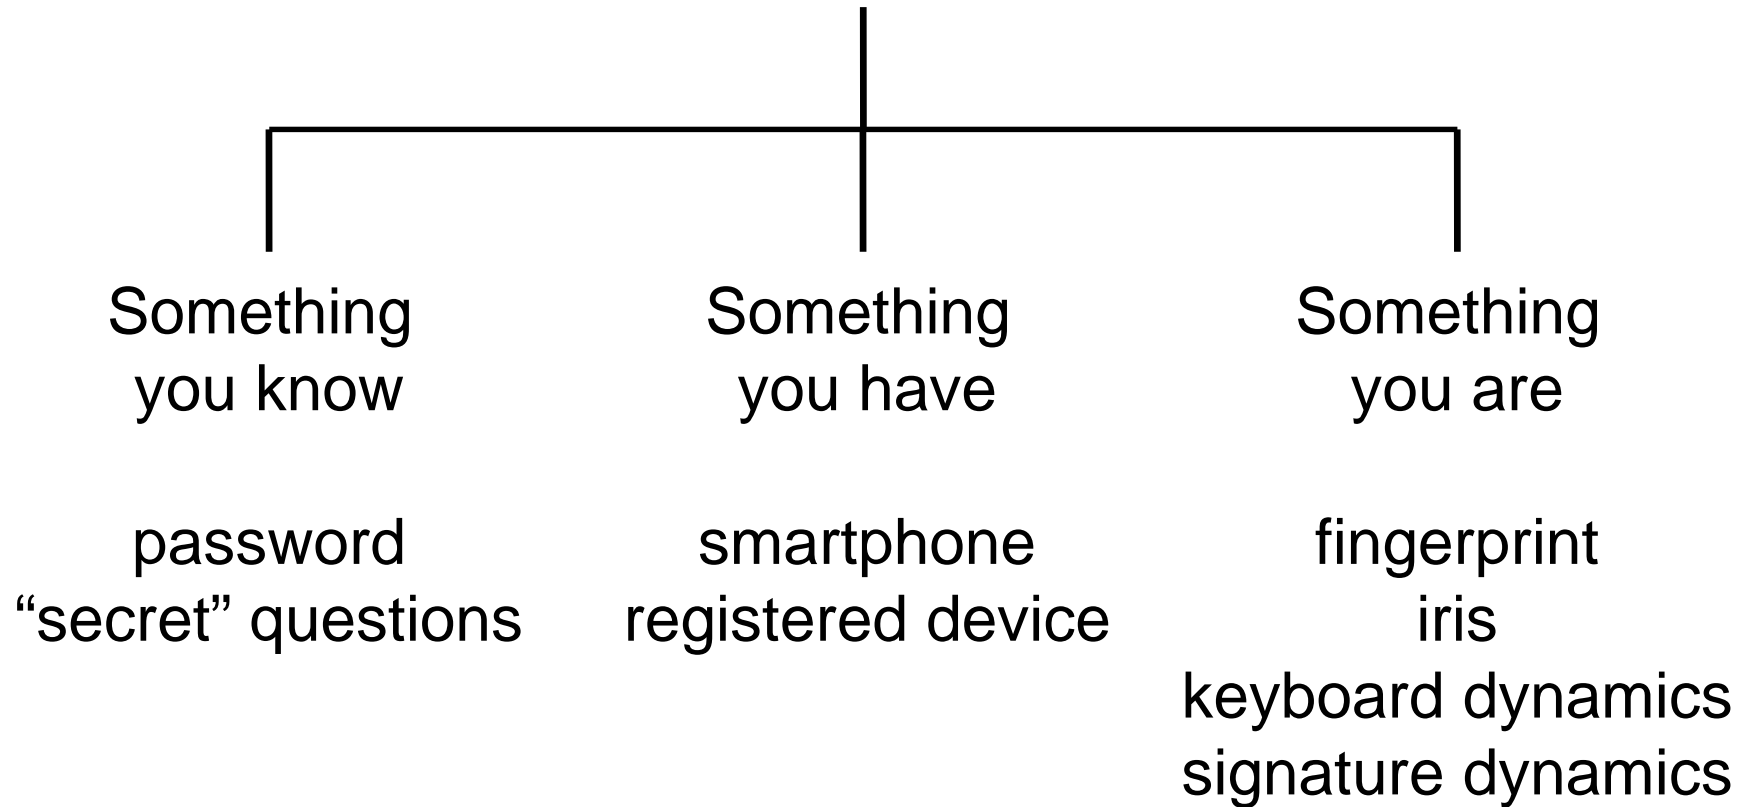 Something
you know
password
“secret” questions
Something
you have
smartphone
registered device
Something
you are
fingerprint
iris
keyboard dynamics
signature dynamics